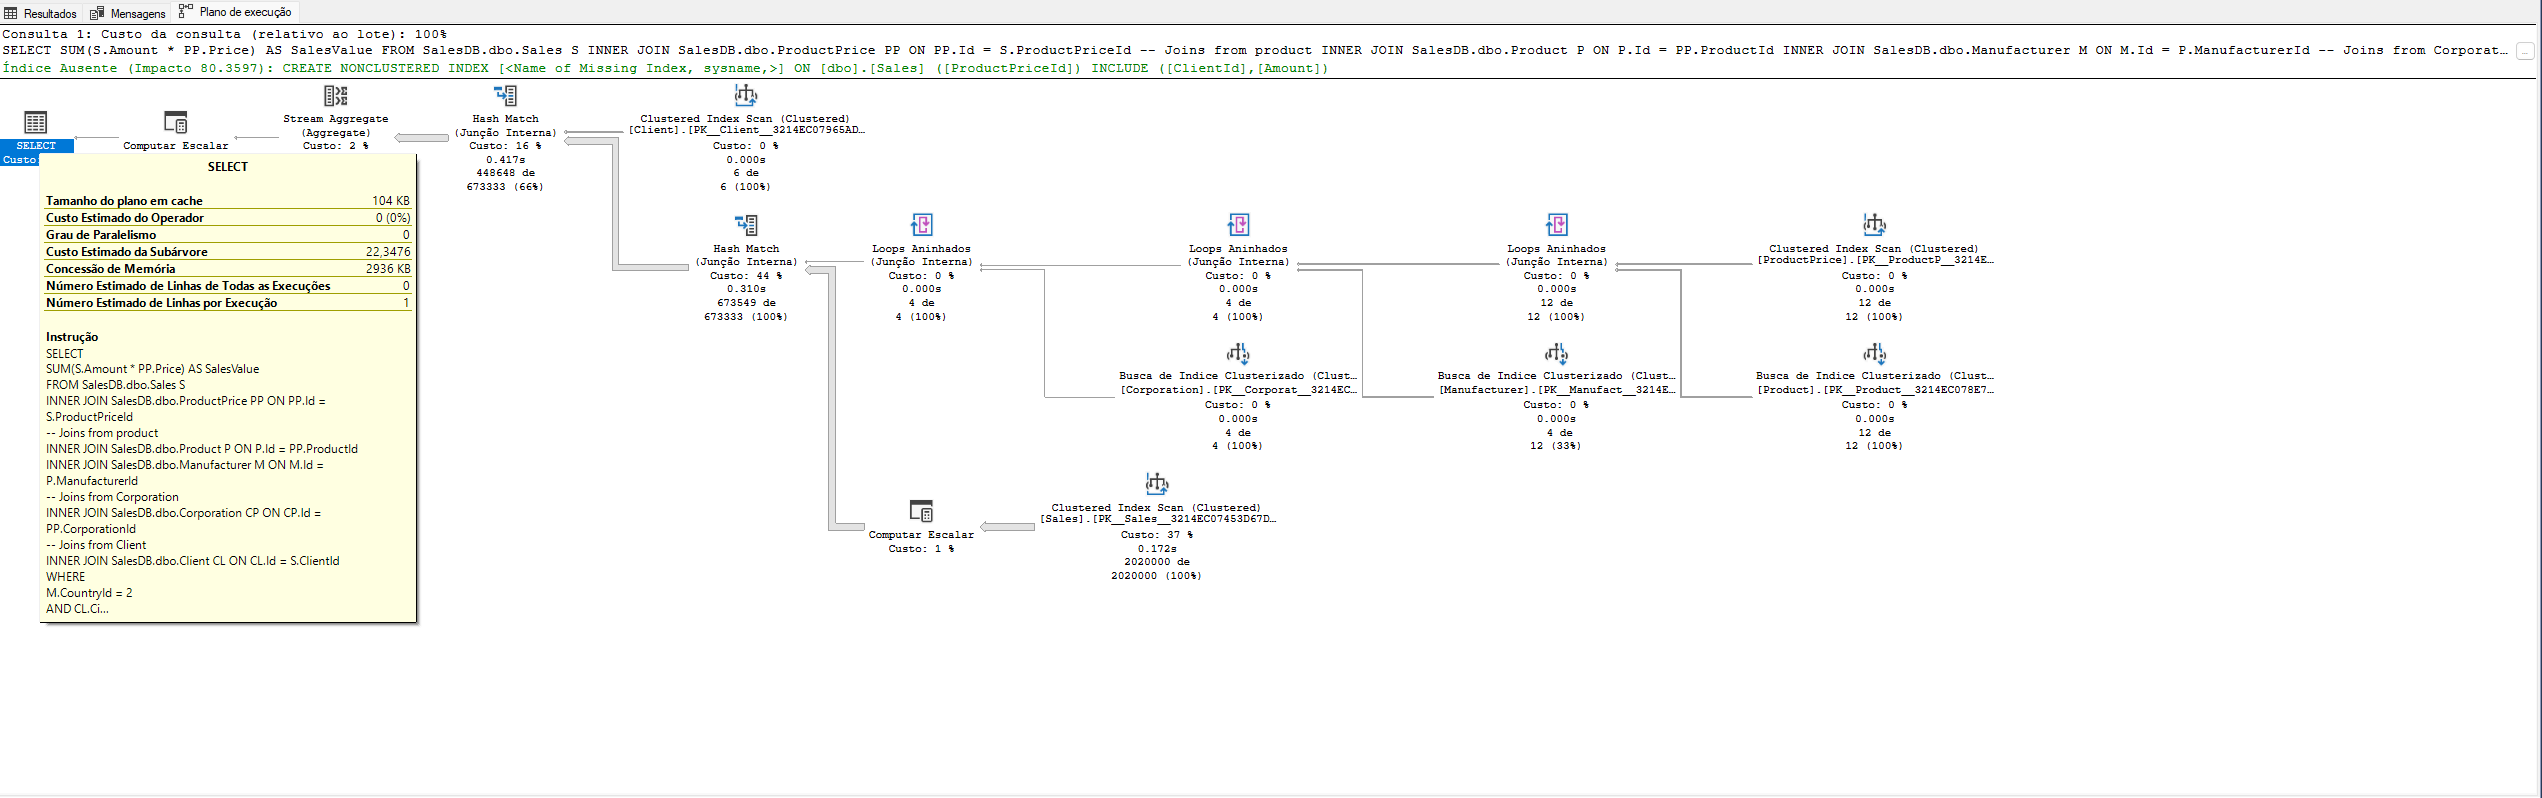 Resultados Mensagens Plano de execução
Consulta 1: Custo da consulta (relativo ao lote): 100%
SELECT SUM(S.Amount * PP.Price) AS SalesValue FROM SalesDB.dbo.Sales S INNER JOIN SalesDB.dbo.ProductPrice PP ON PP.Id = S.ProductPriceId -- Joins from product INNER JOIN SalesDB.dbo.Product P ON P.Id = PP.ProductId INNER JOIN SalesDB.dbo.Manufacturer M ON M.Id = P.ManufacturerId -- Joins from Corporat…
Índice Ausente (Impacto 80.3597): CREATE NONCLUSTERED INDEX [<Name of Missing Index, sysname,>] ON [dbo].[Sales] ([ProductPriceId]) INCLUDE ([ClientId],[Amount])
SELECT
Custo:
Computar Escalar
Stream Aggregate
(Aggregate)
Custo: 2 %
Hash Match
(Junção Interna)
Custo: 16 %
0.417s
448648 de
673333 (66%)
Clustered Index Scan (Clustered)
[Client].[PK__Client__3214EC07965AD…
Custo: 0 %
0.000s
6 de
6 (100%)
Hash Match
(Junção Interna)
Custo: 44 %
0.310s
673549 de
673333 (100%)
Loops Aninhados
(Junção Interna)
Custo: 0 %
0.000s
4 de
4 (100%)
Loops Aninhados
(Junção Interna)
Custo: 0 %
0.000s
4 de
4 (100%)
Loops Aninhados
(Junção Interna)
Custo: 0 %
0.000s
12 de
12 (100%)
Clustered Index Scan (Clustered)
[ProductPrice].[PK__ProductP__3214E…
Custo: 0 %
0.000s
12 de
12 (100%)
Busca de Indice Clusterizado (Clust…
[Corporation].[PK__Corporat__3214EC…
Custo: 0 %
0.000s
4 de
4 (100%)
Busca de Indice Clusterizado (Clust…
[Manufacturer].[PK__Manufact__3214E…
Custo: 0 %
0.000s
4 de
12 (33%)
Busca de Indice Clusterizado (Clust…
[Product].[PK__Product__3214EC078E7…
Custo: 0 %
0.000s
12 de
12 (100%)
Computar Escalar
Custo: 1 %
Clustered Index Scan (Clustered)
[Sales].[PK__Sales__3214EC07453D67D…
Custo: 37 %
0.172s
2020000 de
2020000 (100%)
SELECT
Tamanho do plano em cache 104 KB
Custo Estimado do Operador 0 (0%)
Grau de Paralelismo 0
Custo Estimado da Subárvore 22,3476
Concessão de Memória 2936 KB
Número Estimado de Linhas de Todas as Execuções 0
Número Estimado de Linhas por Execução 1
Instrução
SELECT
SUM(S.Amount * PP.Price) AS SalesValue
FROM SalesDB.dbo.Sales S
INNER JOIN SalesDB.dbo.ProductPrice PP ON PP.Id =
S.ProductPriceId
-- Joins from product
INNER JOIN SalesDB.dbo.Product P ON P.Id = PP.ProductId
INNER JOIN SalesDB.dbo.Manufacturer M ON M.Id =
P.ManufacturerId
-- Joins from Corporation
INNER JOIN SalesDB.dbo.Corporation CP ON CP.Id =
PP.CorporationId
-- Joins from Client
INNER JOIN SalesDB.dbo.Client CL ON CL.Id = S.ClientId
WHERE
M.CountryId = 2
AND CL.Ci...